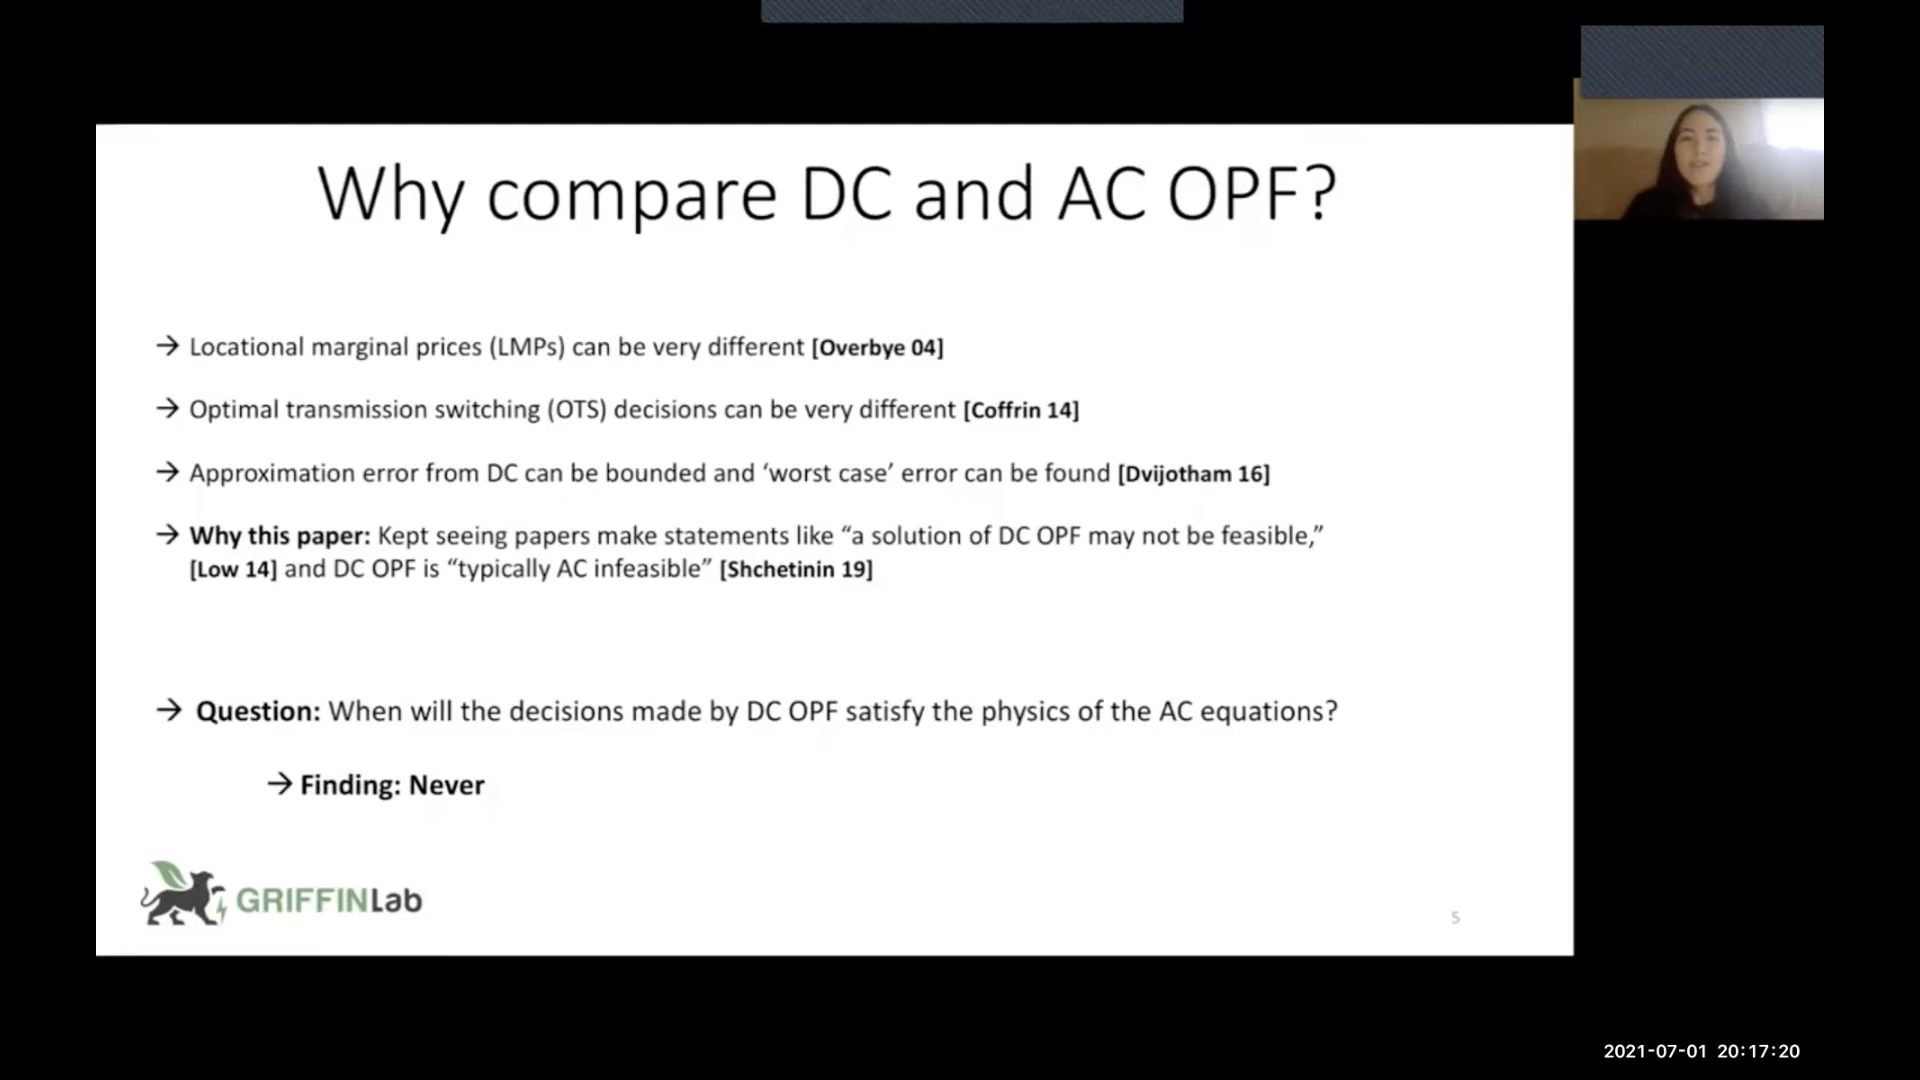 Why compare DC and AC OPF?
→ Locational marginal prices (LMPs) can be very different [Overbye 04]
→ Optimal transmission switching (OTS) decisions can be very different [Coffrin 14]
→ Approximation error from DC can be bounded and ‘worst case’ error can be found [Dvijotham 16]
→ Why this paper: Kept seeing papers make statements like “a solution of DC OPF may not be feasible,”
[Low 14] and DC OPF is “typically AC infeasible” [Shchetinin 19]
→ Question: When will the decisions made by DC OPF satisfy the physics of the AC equations?
→ Finding: Never
GRIFFINLab
5
2021-07-01 20:17:20